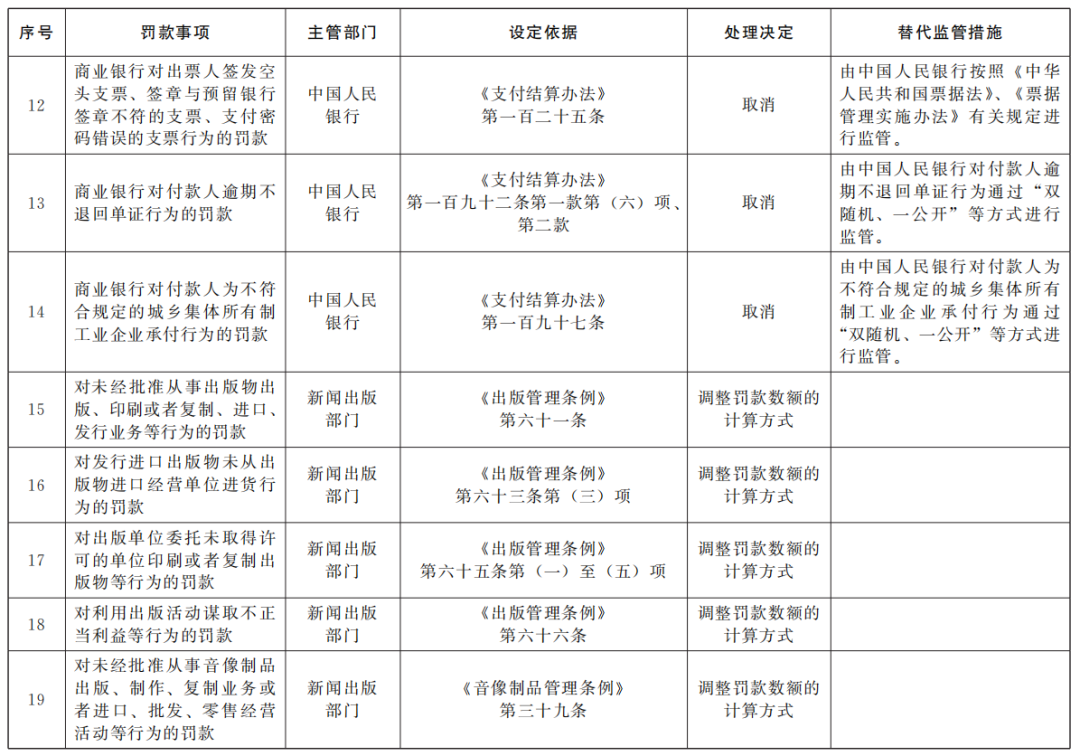 序号 罚款事项 主管部门 设定依据 处理决定 替代监管措施
12
商业银行对出票人签发空
头支票、签章与预留银行
签章不符的支票、支付密
码错误的支票行为的罚款
中国人民
银行
《支付结算办法》
第一百二十五条
取消
由中国人民银行按照《中华
人民共和国票据法》、《票据
管理实施办法》有关规定进
行监管。
13
商业银行对付款人逾期不
退回单证行为的罚款
中国人民
银行
《支付结算办法》
第一百九十二条第一款第(六)项、
第二款
取消
由中国人民银行对付款人逾
期不退回单证行为通过“双
随机、一公开”等方式进行
监管。
14
商业银行对付款人为不符
合规定的城乡集体所有制
工业企业承付行为的罚款
中国人民
银行
《支付结算办法》
第一百九十七条
取消
由中国人民银行对付款人为
不符合规定的城乡集体所有
制工业企业承付行为通过
“双随机、一公开”等方式进
行监管。
15
对未经批准从事出版物出
版、印刷或者复制、进口、
发行业务等行为的罚款
新闻出版
部门
《出版管理条例》
第六十一条
调整罚款数额的
计算方式
16
对发行进口出版物未从出
版物进口经营单位进货行
为的罚款
新闻出版
部门
《出版管理条例》
第六十三条第(三)项
调整罚款数额的
计算方式
17
对出版单位委托未取得许
可的单位印刷或者复制出
版物等行为的罚款
新闻出版
部门
《出版管理条例》
第六十五条第(一)至(五)项
调整罚款数额的
计算方式
18
对利用出版活动谋取不正
当利益等行为的罚款
新闻出版
部门
《出版管理条例》
第六十六条
调整罚款数额的
计算方式
19
对未经批准从事音像制品
出版、制作、复制业务或
者进口、批发、零售经营
活动等行为的罚款
新闻出版
部门
《音像制品管理条例》
第三十九条
调整罚款数额的
计算方式